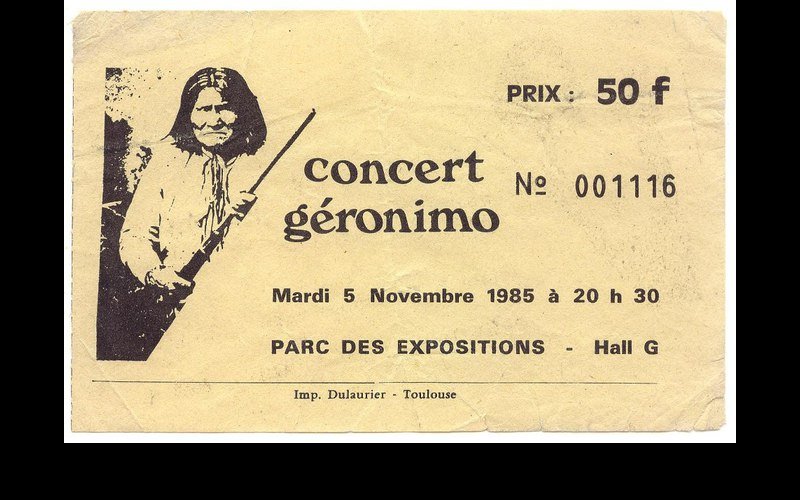 PRIX : 50 f
concert
géronimo
Nº 001116
Mardi 5 Novembre 1985 à 20 h 30
PARC DES EXPOSITIONS - Hall G
Imp. Dulaurier - Toulouse